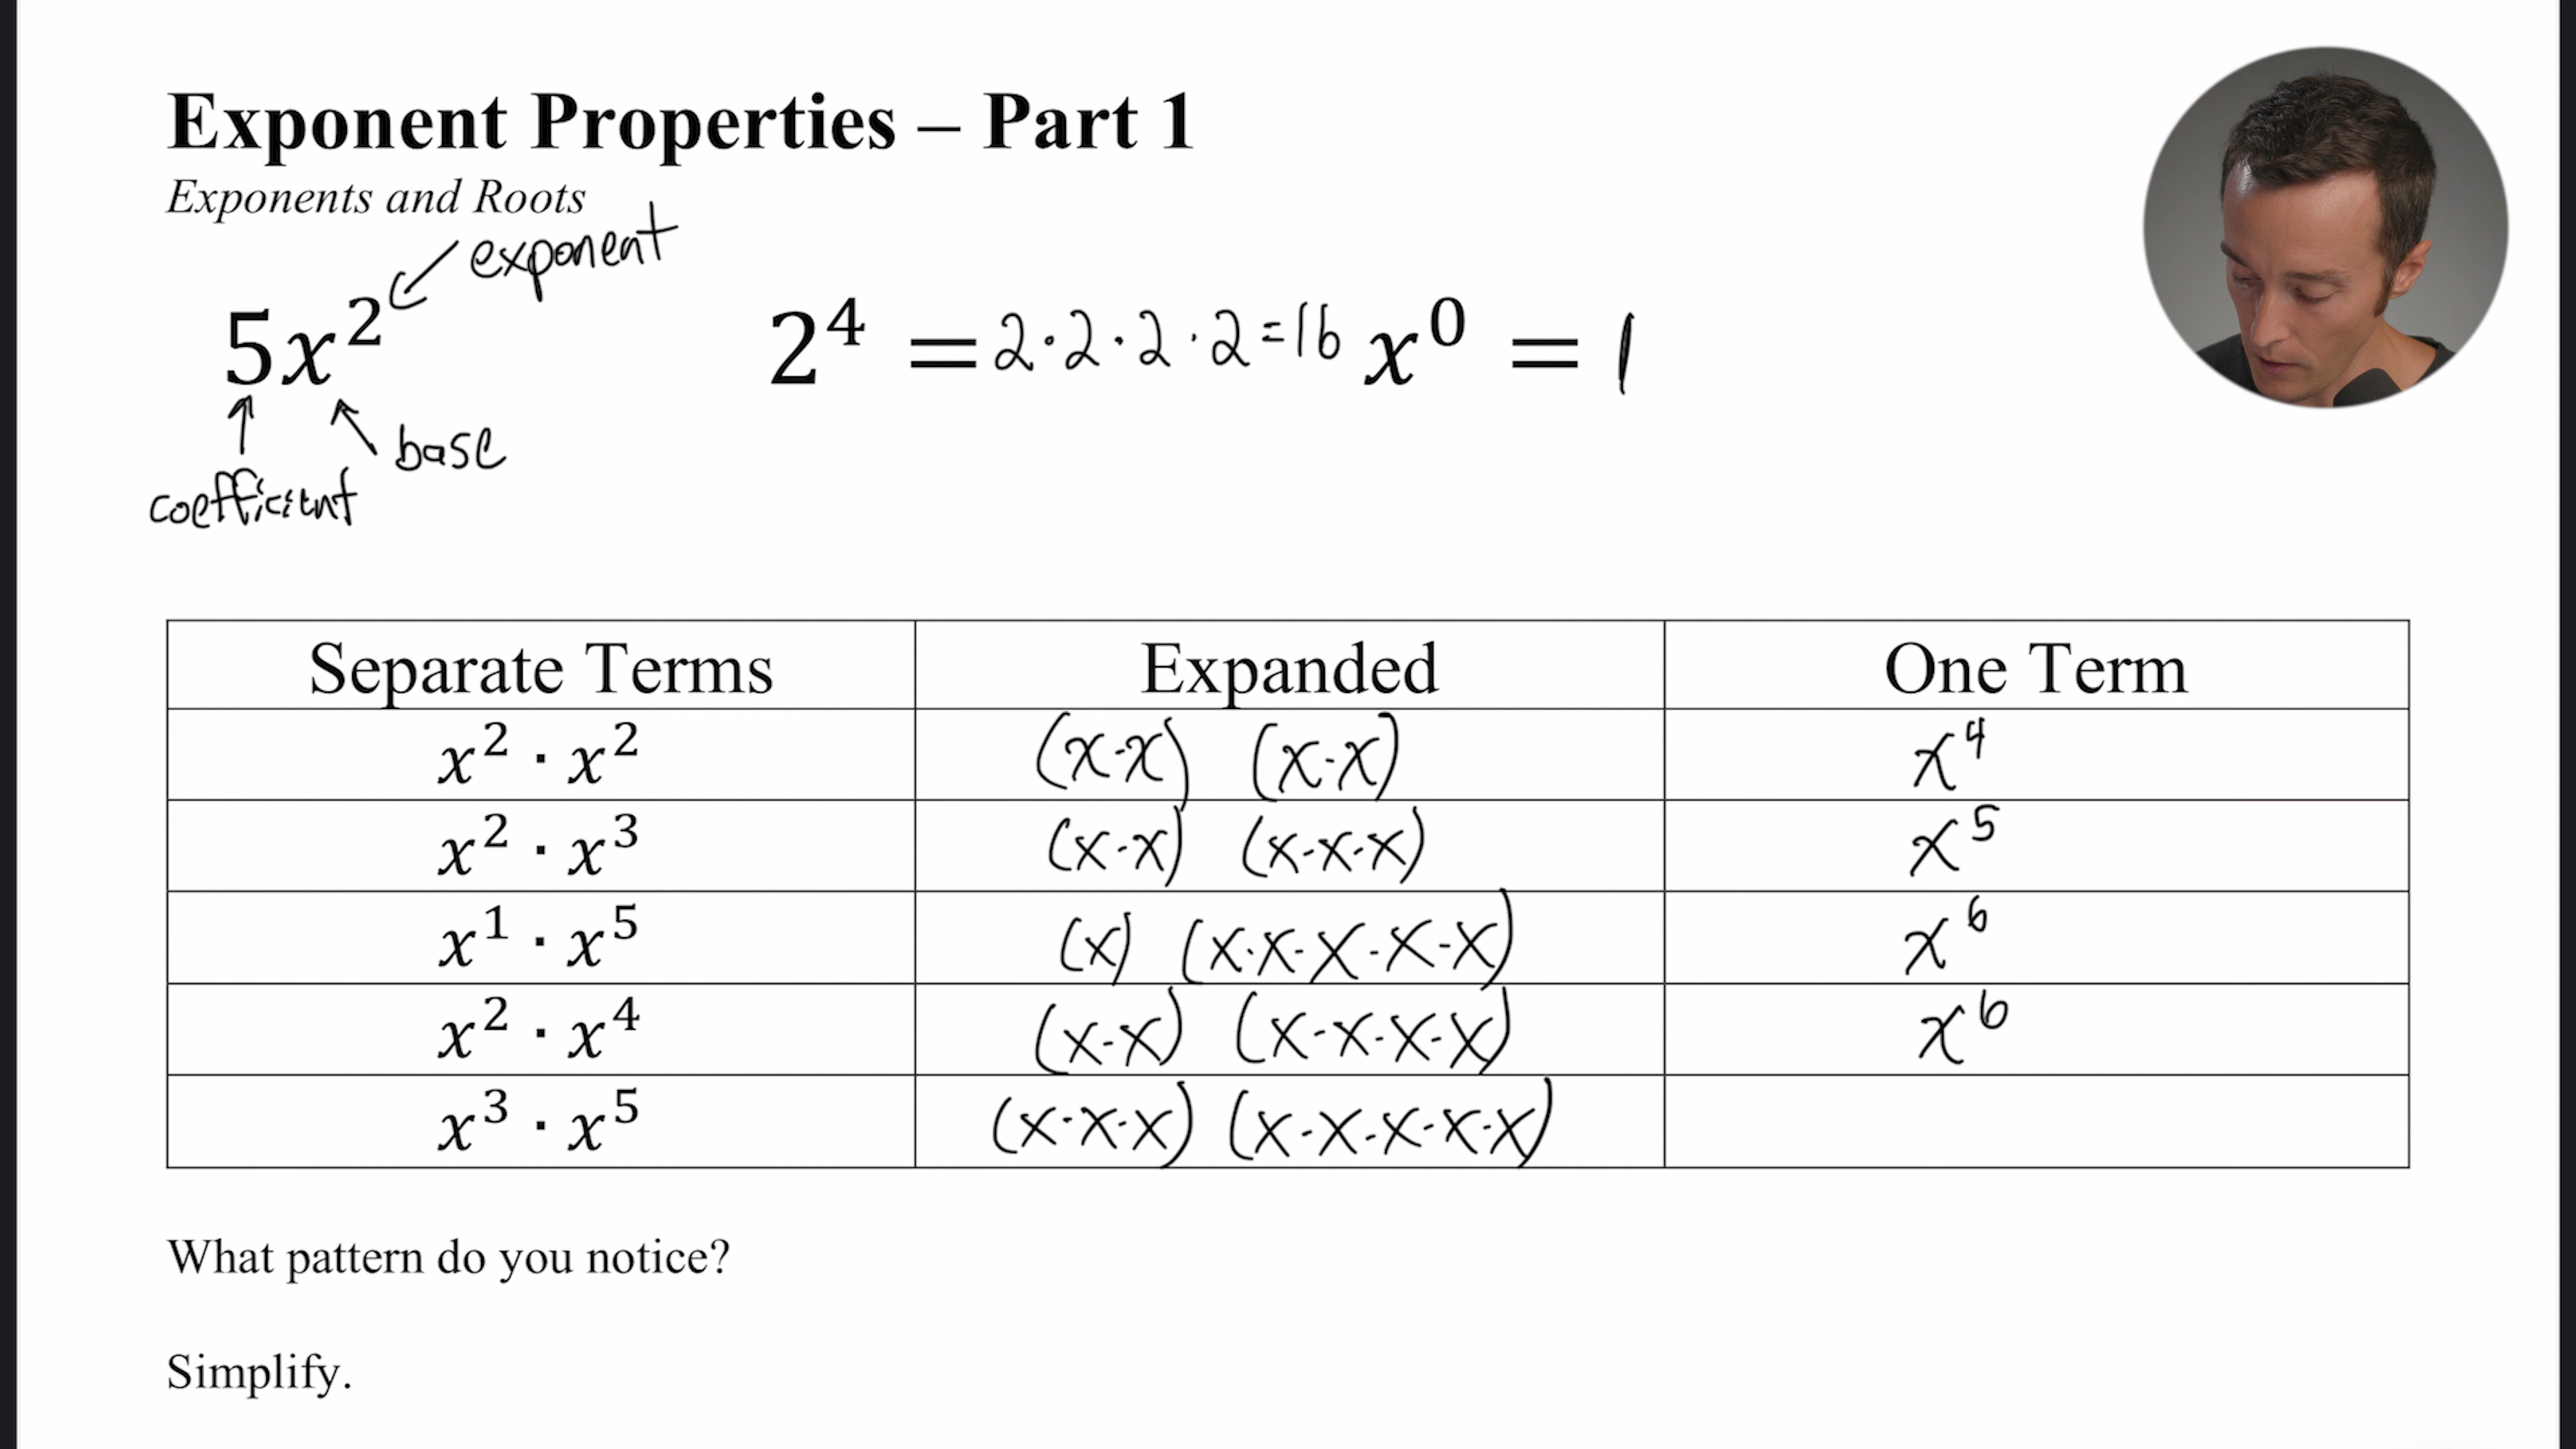 Exponent Properties – Part 1
Exponents and Roots
exponent
5x² 2⁴ = 2·2·2·2=16 x⁰ = 1
base
coefficient
Separate Terms Expanded One Term
x² · x² (x·x) (x·x) x⁴
x² · x³ (x·x) (x·x·x) x⁵
x¹ · x⁵ (x) (x·x·x·x·x) x⁶
x² · x⁴ (x·x) (x·x·x·x) x⁶
x³ · x⁵ (x·x·x) (x·x·x·x·x)
What pattern do you notice?
Simplify.